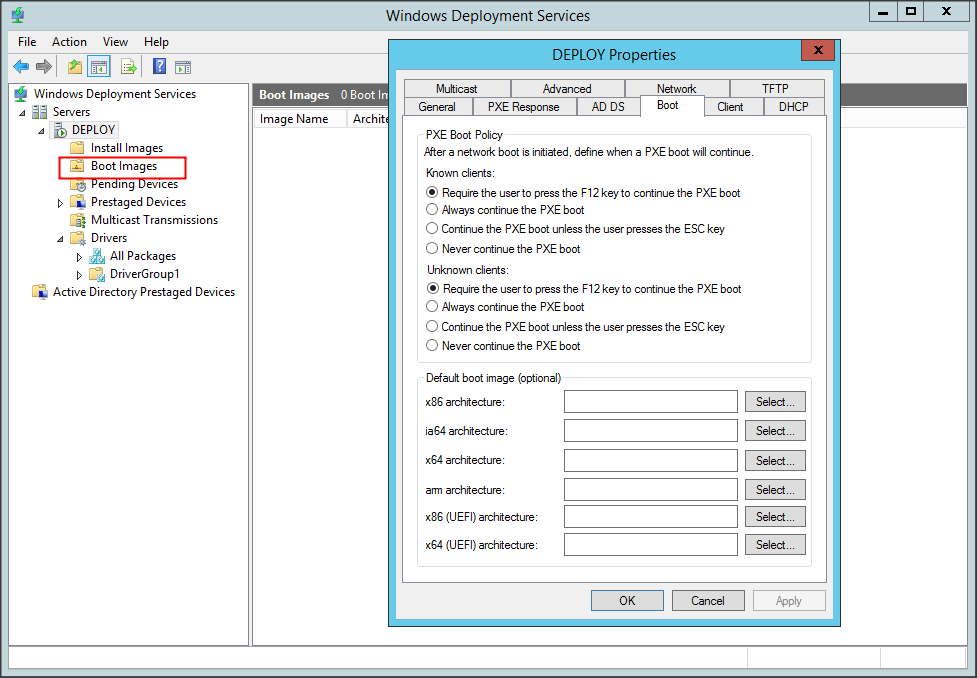 Windows Deployment Services
File Action View Help
Windows Deployment Services
Servers
DEPLOY
Install Images
Boot Images
Pending Devices
Prestaged Devices
Multicast Transmissions
Drivers
All Packages
DriverGroup1
Active Directory Prestaged Devices
Boot Images 0 Boot Im
Image Name Archite
DEPLOY Properties
Multicast Advanced Network TFTP
General PXE Response AD DS Boot Client DHCP
PXE Boot Policy
After a network boot is initiated, define when a PXE boot will continue.
Known clients:
Require the user to press the F12 key to continue the PXE boot
Always continue the PXE boot
Continue the PXE boot unless the user presses the ESC key
Never continue the PXE boot
Unknown clients:
Require the user to press the F12 key to continue the PXE boot
Always continue the PXE boot
Continue the PXE boot unless the user presses the ESC key
Never continue the PXE boot
Default boot image (optional)
x86 architecture: Select...
ia64 architecture: Select...
x64 architecture: Select...
arm architecture: Select...
x86 (UEFI) architecture: Select...
x64 (UEFI) architecture: Select...
OK Cancel Apply